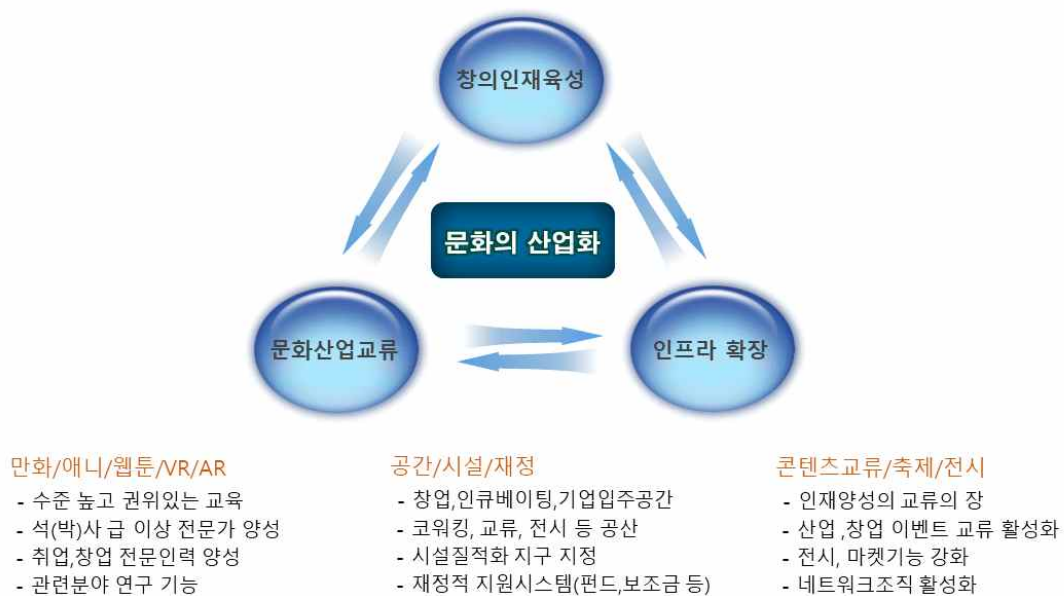 창의인재육성
문화의 산업화
문화산업교류
인프라 확장
만화/애니/웹툰/VR/AR
- 수준 높고 권위있는 교육
- 석(박)사 급 이상 전문가 양성
- 취업,창업 전문인력 양성
- 관련분야 연구 기능
공간/시설/재정
- 창업,인큐베이팅,기업입주공간
- 코워킹, 교류, 전시 등 공산
- 시설질적화 지구 지정
- 재정적 지원시스템(펀드,보조금 등)
콘텐츠교류/축제/전시
- 인재양성의 교류의 장
- 산업 ,창업 이벤트 교류 활성화
- 전시, 마켓기능 강화
- 네트워크조직 활성화